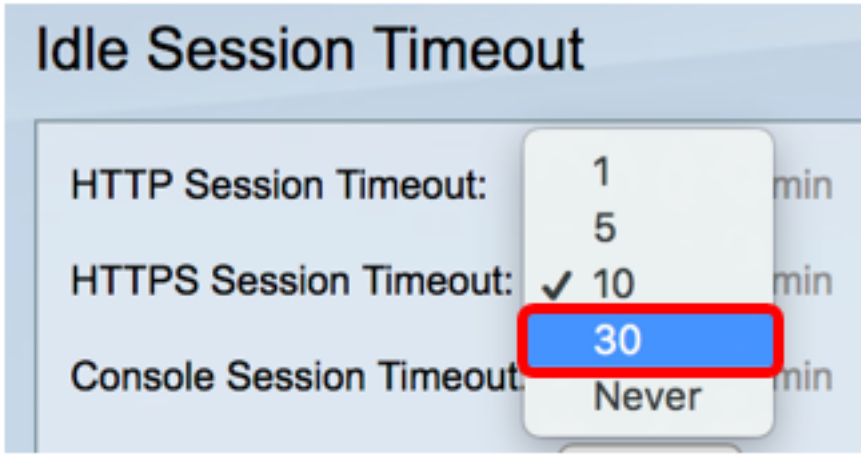 Idle Session Timeout
HTTP Session Timeout: 1 min
5
HTTPS Session Timeout: ✓ 10 min
30
Console Session Timeout: min
Never